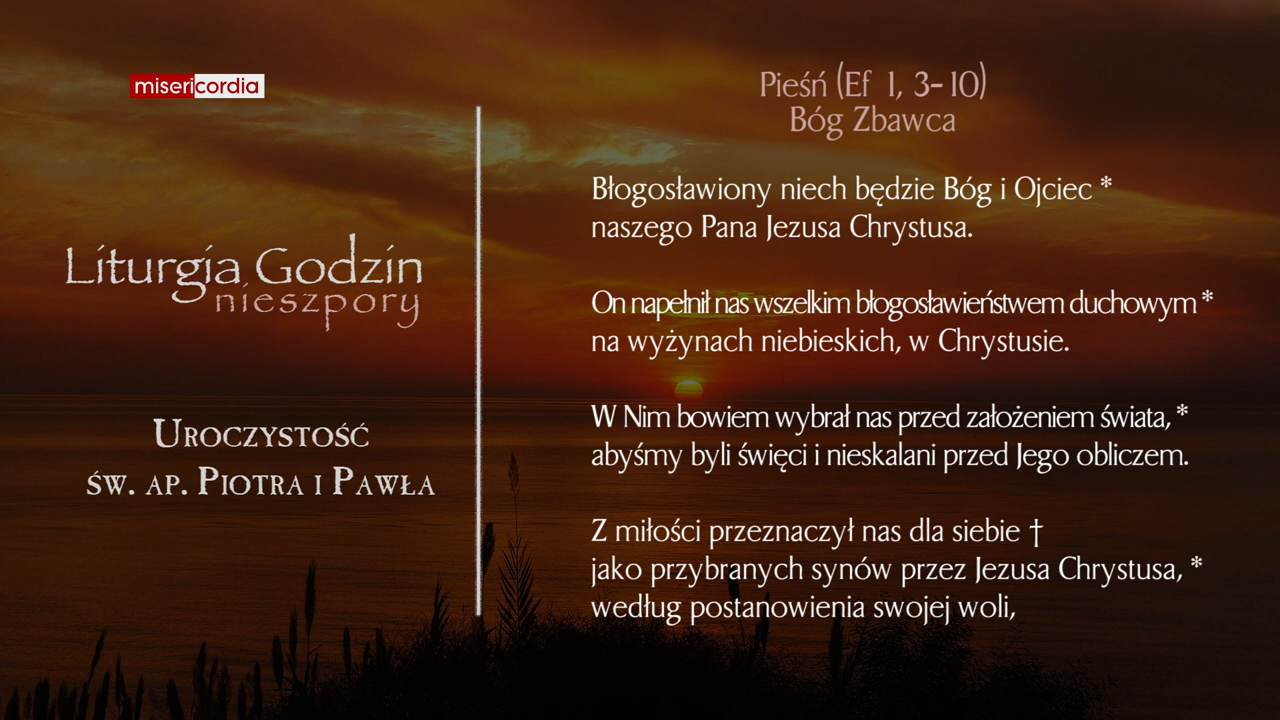 misericordia
Liturgia Godzin
nieszpory
Uroczystość
św. ap. Piotra i Pawła
Pieśń (Ef 1, 3-10)
Bóg Zbawca
Błogosławiony niech będzie Bóg i Ojciec *
naszego Pana Jezusa Chrystusa.
On napełnił nas wszelkim błogosławieństwem duchowym *
na wyżynach niebieskich, w Chrystusie.
W Nim bowiem wybrał nas przed założeniem świata, *
abyśmy byli święci i nieskalani przed Jego obliczem.
Z miłości przeznaczył nas dla siebie †
jako przybranych synów przez Jezusa Chrystusa, *
według postanowienia swojej woli,